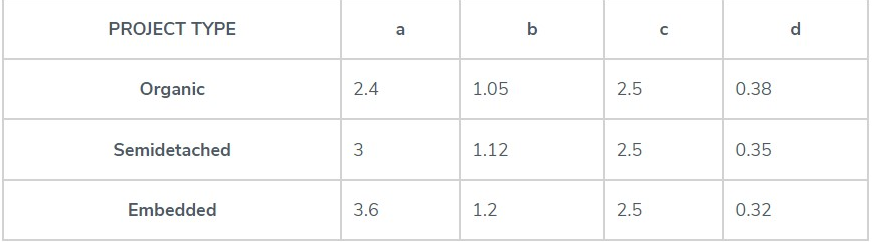 PROJECT TYPE a b c d
Organic 2.4 1.05 2.5 0.38
Semidetached 3 1.12 2.5 0.35
Embedded 3.6 1.2 2.5 0.32